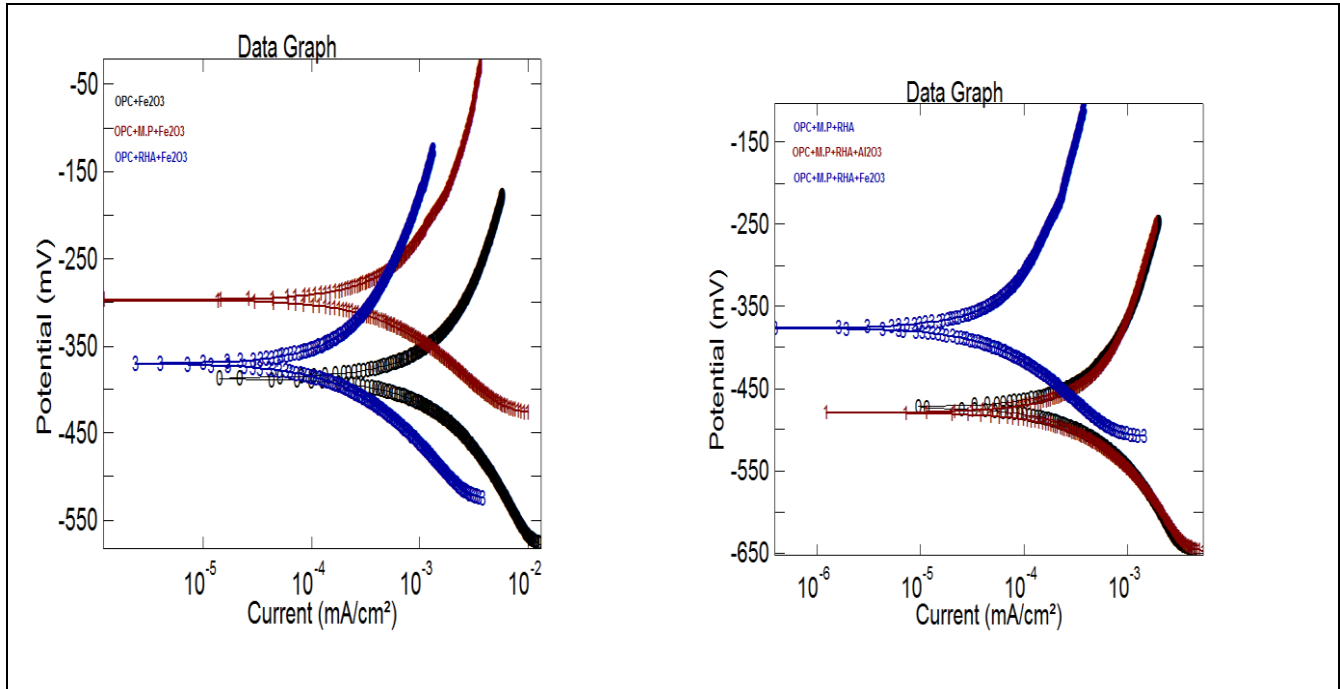 Data Graph
-50
-150
-250
-350
-450
-550
Potential (mV)
OPC+Fe2O3
OPC+M.P+Fe2O3
OPC+RHA+Fe2O3
10-5
10-4
10-3
10-2
Current (mA/cm²)
Data Graph
-150
-250
-350
-450
-550
-650
Potential (mV)
OPC+M.P+RHA
OPC+M.P+RHA+Al2O3
OPC+M.P+RHA+Fe2O3
10-6
10-5
10-4
10-3
Current (mA/cm²)